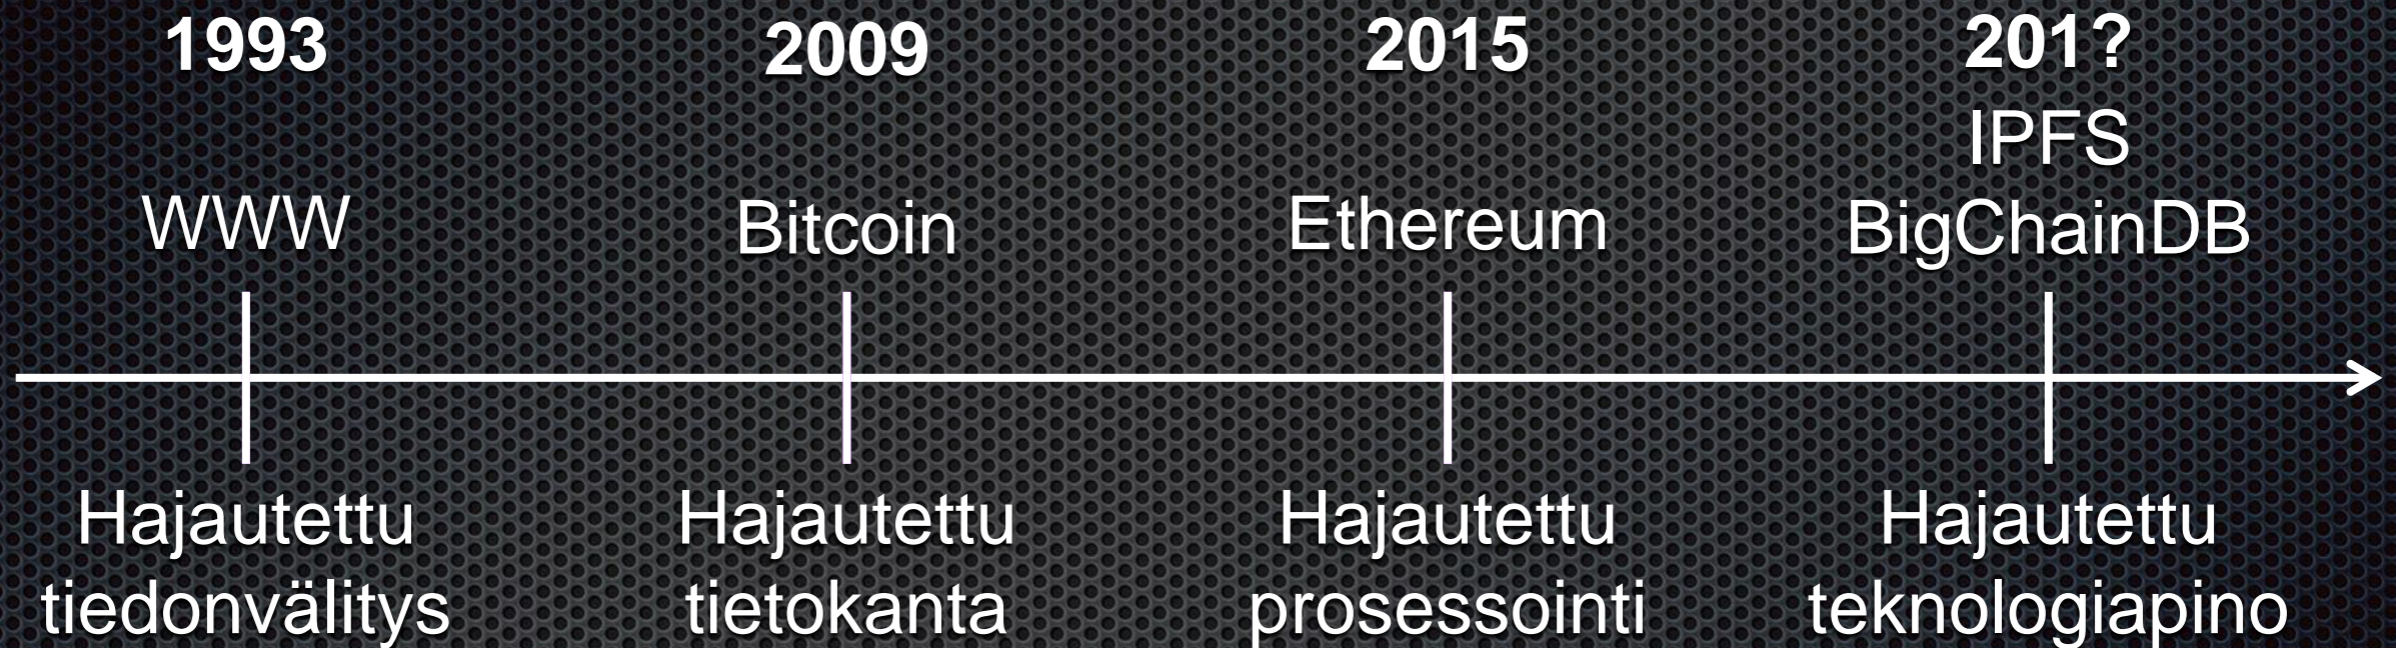 1993
WWW
Hajautettu
tiedonvälitys
2009
Bitcoin
Hajautettu
tietokanta
2015
Ethereum
Hajautettu
prosessointi
201?
IPFS
BigChainDB
Hajautettu
teknologiapino